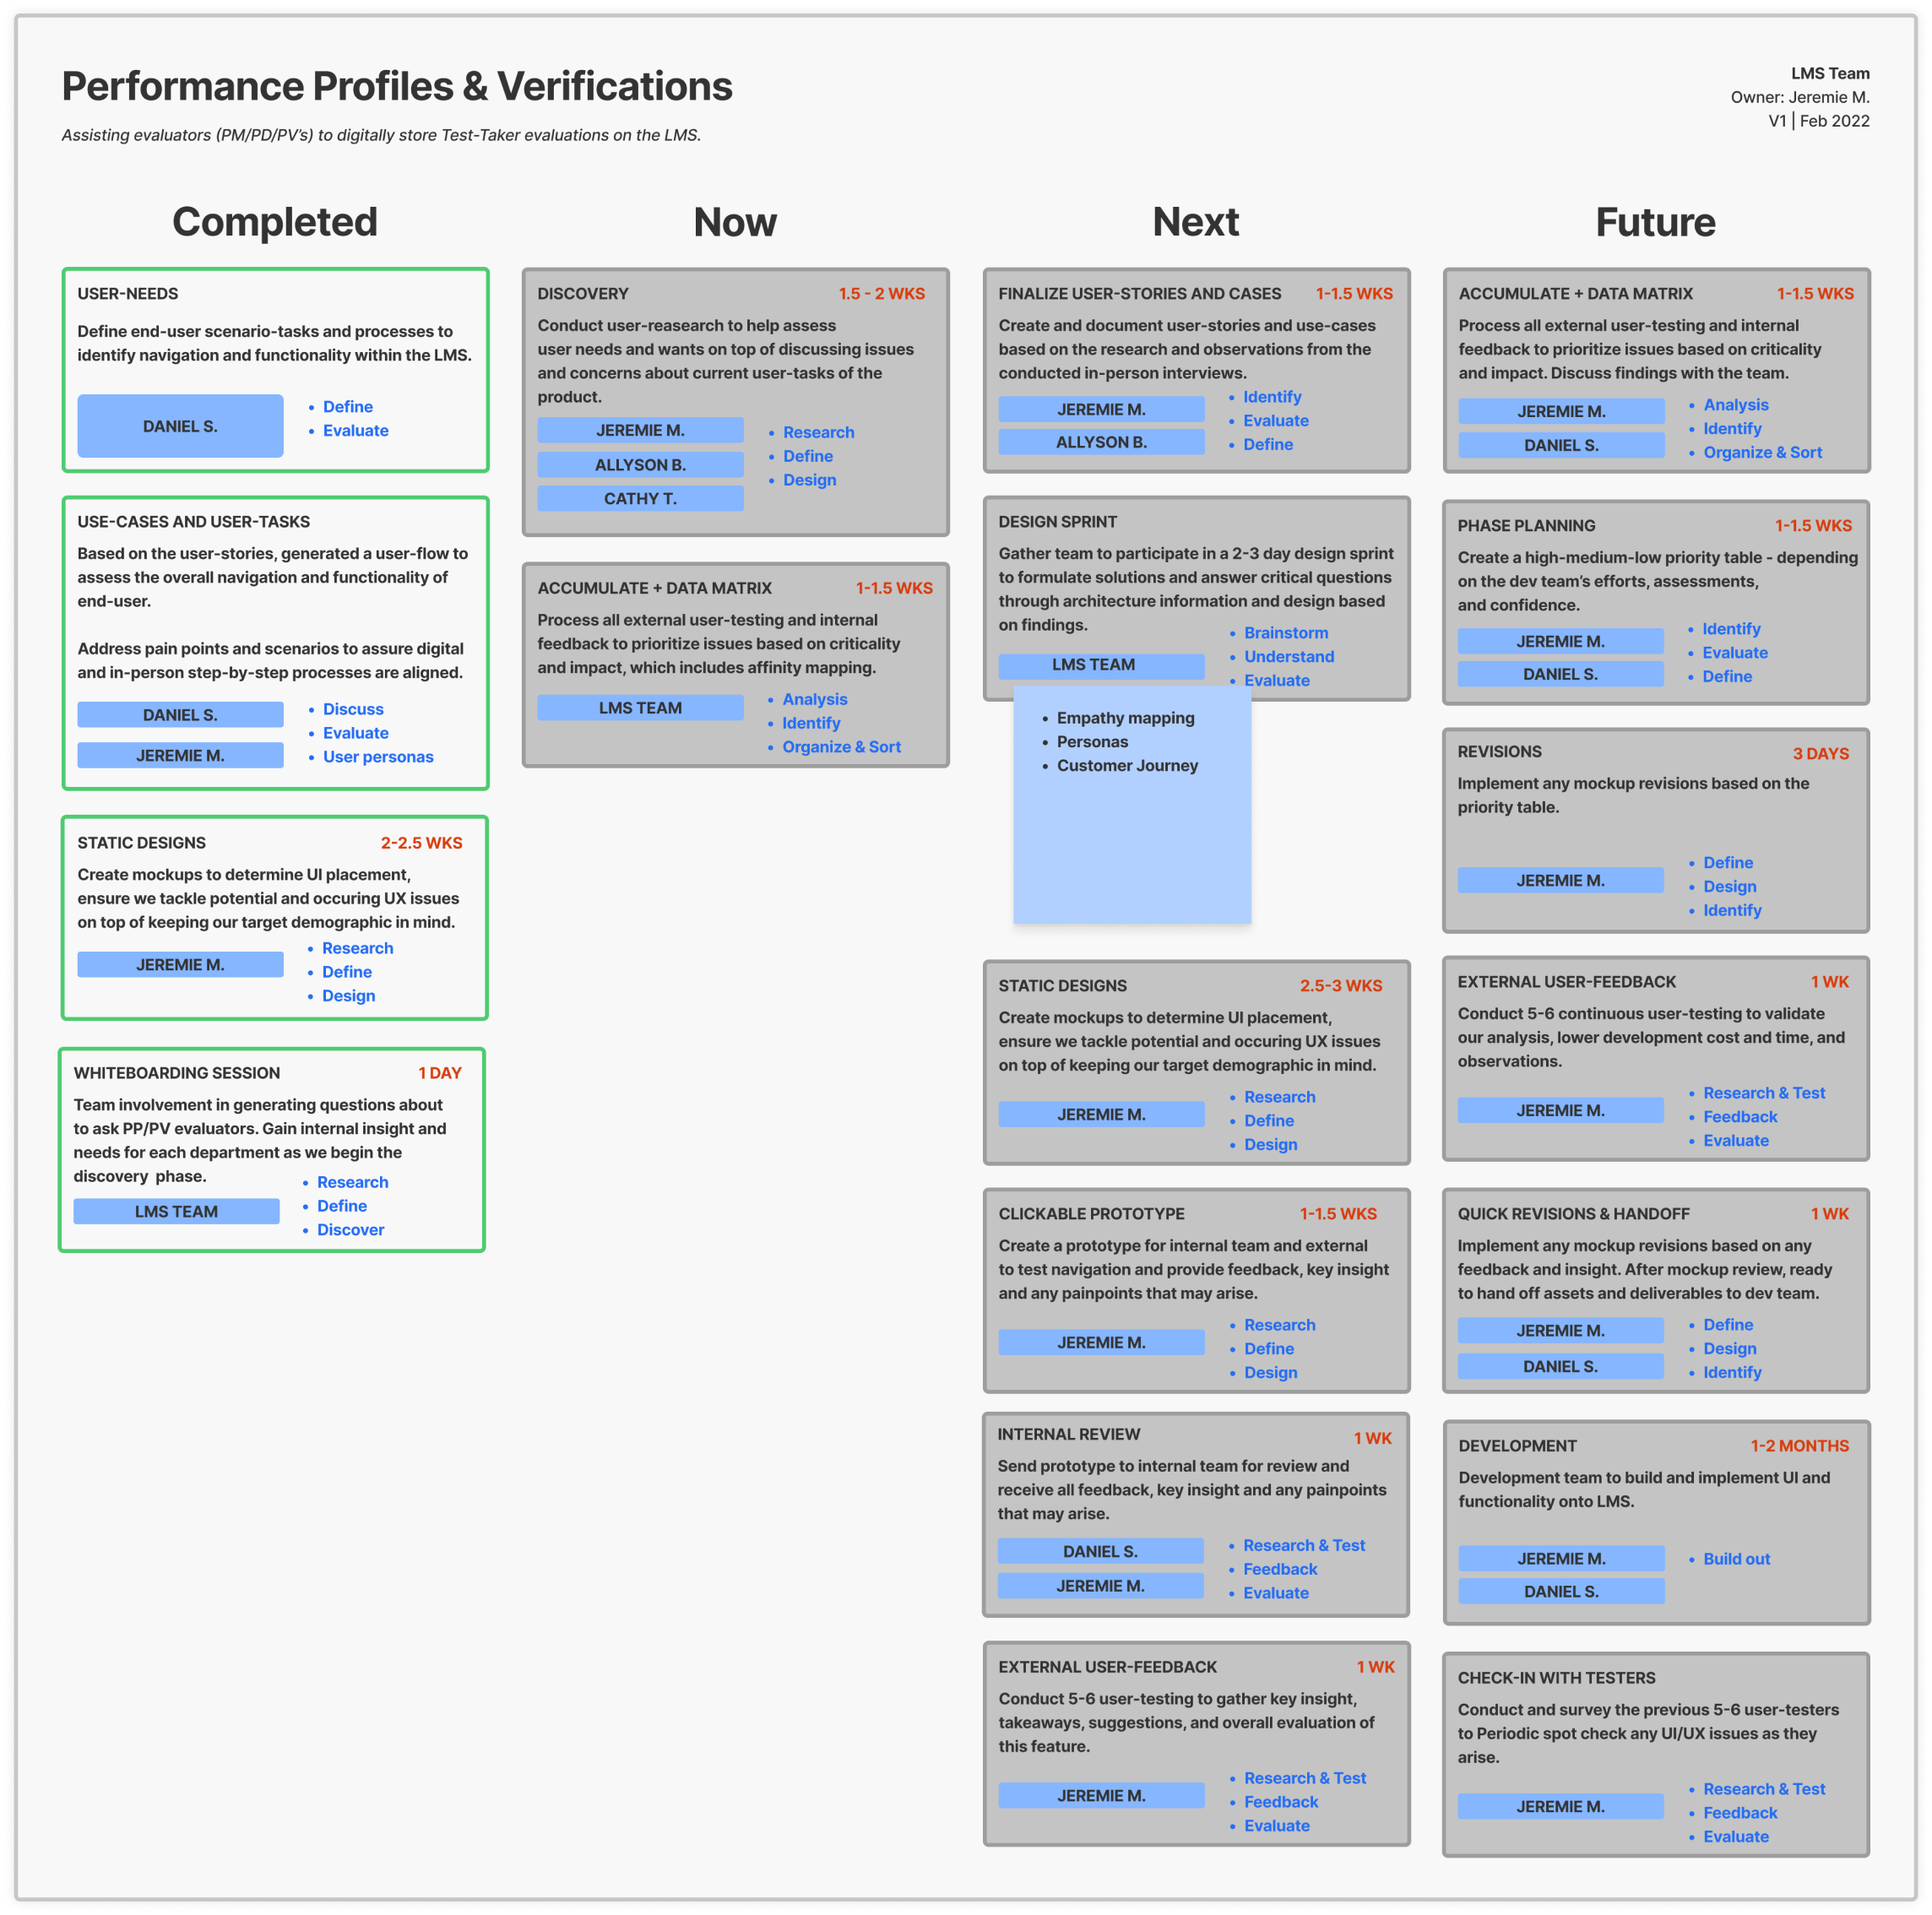 Performance Profiles & Verifications
Assisting evaluators (PM/PD/PV's) to digitally store Test-Taker evaluations on the LMS.
LMS Team
Owner: Jeremie M.
V1 | Feb 2022
Completed
USER-NEEDS
Define end-user scenario-tasks and processes to
identify navigation and functionality within the LMS.
DANIEL S.
• Define
• Evaluate
USE-CASES AND USER-TASKS
Based on the user-stories, generated a user-flow to
assess the overall navigation and functionality of
end-user.
Address pain points and scenarios to assure digital
and in-person step-by-step processes are aligned.
DANIEL S.
JEREMIE M.
• Discuss
• Evaluate
• User personas
STATIC DESIGNS
2-2.5 WKS
Create mockups to determine UI placement,
ensure we tackle potential and occuring UX issues
on top of keeping our target demographic in mind.
JEREMIE M.
• Research
• Define
• Design
WHITEBOARDING SESSION
1 DAY
Team involvement in generating questions about
to ask PP/PV evaluators. Gain internal insight and
needs for each department as we begin the
discovery  phase.
LMS TEAM
• Research
• Define
• Discover
Now
DISCOVERY
1.5 - 2 WKS
Conduct user-reasearch to help assess
user needs and wants on top of discussing issues
and concerns about current user-tasks of the
product.
JEREMIE M.
ALLYSON B.
CATHY T.
• Research
• Define
• Design
ACCUMULATE + DATA MATRIX
1-1.5 WKS
Process all external user-testing and internal
feedback to prioritize issues based on criticality
and impact, which includes affinity mapping.
LMS TEAM
• Analysis
• Identify
• Organize & Sort
Next
FINALIZE USER-STORIES AND CASES
1-1.5 WKS
Create and document user-stories and use-cases
based on the research and observations from the
conducted in-person interviews.
JEREMIE M.
ALLYSON B.
• Identify
• Evaluate
• Define
DESIGN SPRINT
Gather team to participate in a 2-3 day design sprint
to formulate solutions and answer critical questions
through architecture information and design based
on findings.
LMS TEAM
• Brainstorm
• Understand
• Evaluate
• Empathy mapping
• Personas
• Customer Journey
STATIC DESIGNS
2.5-3 WKS
Create mockups to determine UI placement,
ensure we tackle potential and occuring UX issues
on top of keeping our target demographic in mind.
JEREMIE M.
• Research
• Define
• Design
CLICKABLE PROTOTYPE
1-1.5 WKS
Create a prototype for internal team and external
to test navigation and provide feedback, key insight
and any painpoints that may arise.
JEREMIE M.
• Research
• Define
• Design
INTERNAL REVIEW
1 WK
Send prototype to internal team for review and
receive all feedback, key insight and any painpoints
that may arise.
DANIEL S.
JEREMIE M.
• Research & Test
• Feedback
• Evaluate
EXTERNAL USER-FEEDBACK
1 WK
Conduct 5-6 user-testing to gather key insight,
takeaways, suggestions, and overall evaluation of
this feature.
JEREMIE M.
• Research & Test
• Feedback
• Evaluate
Future
ACCUMULATE + DATA MATRIX
1-1.5 WKS
Process all external user-testing and internal
feedback to prioritize issues based on criticality
and impact. Discuss findings with the team.
JEREMIE M.
DANIEL S.
• Analysis
• Identify
• Organize & Sort
PHASE PLANNING
1-1.5 WKS
Create a high-medium-low priority table - depending
on the dev team's efforts, assessments,
and confidence.
JEREMIE M.
DANIEL S.
• Identify
• Evaluate
• Define
REVISIONS
3 DAYS
Implement any mockup revisions based on the
priority table.
JEREMIE M.
• Define
• Design
• Identify
EXTERNAL USER-FEEDBACK
1 WK
Conduct 5-6 continuous user-testing to validate
our analysis, lower development cost and time, and
observations.
JEREMIE M.
• Research & Test
• Feedback
• Evaluate
QUICK REVISIONS & HANDOFF
1 WK
Implement any mockup revisions based on any
feedback and insight. After mockup review, ready
to hand off assets and deliverables to dev team.
JEREMIE M.
DANIEL S.
• Define
• Design
• Identify
DEVELOPMENT
1-2 MONTHS
Development team to build and implement UI and
functionality onto LMS.
JEREMIE M.
DANIEL S.
• Build out
CHECK-IN WITH TESTERS
Conduct and survey the previous 5-6 user-testers
to Periodic spot check any UI/UX issues as they
arise.
JEREMIE M.
• Research & Test
• Feedback
• Evaluate